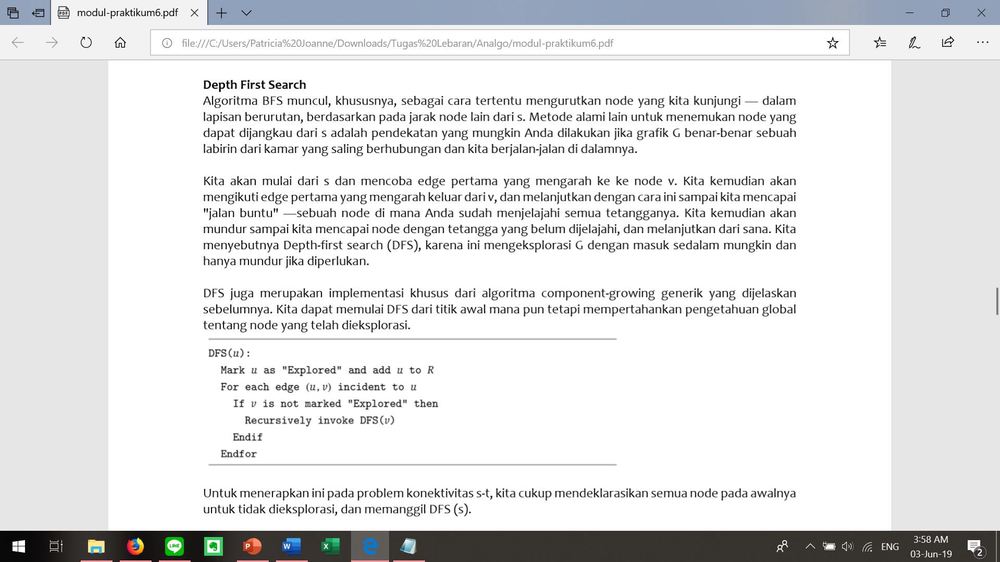 modul-praktikum6.pdf
file:///C:/Users/Patricia%20Joanne/Downloads/Tugas%20Lebaran/Analgo/modul-praktikum6.pdf
Depth First Search
Algoritma BFS muncul, khususnya, sebagai cara tertentu mengurutkan node yang kita kunjungi — dalam
lapisan berurutan, berdasarkan pada jarak node lain dari s. Metode alami lain untuk menemukan node yang
dapat dijangkau dari s adalah pendekatan yang mungkin Anda dilakukan jika grafik G benar-benar sebuah
labirin dari kamar yang saling berhubungan dan kita berjalan-jalan di dalamnya.
Kita akan mulai dari s dan mencoba edge pertama yang mengarah ke ke node v. Kita kemudian akan
mengikuti edge pertama yang mengarah keluar dari v, dan melanjutkan dengan cara ini sampai kita mencapai
"jalan buntu" —sebuah node di mana Anda sudah menjelajahi semua tetangganya. Kita kemudian akan
mundur sampai kita mencapai node dengan tetangga yang belum dijelajahi, dan melanjutkan dari sana. Kita
menyebutnya Depth-first search (DFS), karena ini mengeksplorasi G dengan masuk sedalam mungkin dan
hanya mundur jika diperlukan.
DFS juga merupakan implementasi khusus dari algoritma component-growing generik yang dijelaskan
sebelumnya. Kita dapat memulai DFS dari titik awal mana pun tetapi mempertahankan pengetahuan global
tentang node yang telah dieksplorasi.
DFS(u):
Mark u as "Explored" and add u to R
For each edge (u, v) incident to u
If v is not marked "Explored" then
Recursively invoke DFS(v)
Endif
Endfor
Untuk menerapkan ini pada problem konektivitas s-t, kita cukup mendeklarasikan semua node pada awalnya
untuk tidak dieksplorasi, dan memanggil DFS (s).
ENG
3:58 AM
03-Jun-19
2